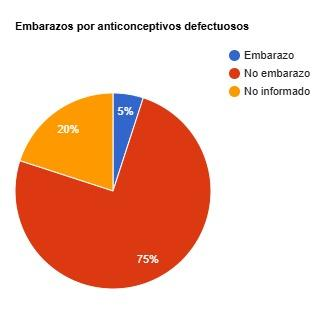 Embarazos por anticonceptivos defectuosos
Embarazo
No embarazo
No informado
5%
20%
75%